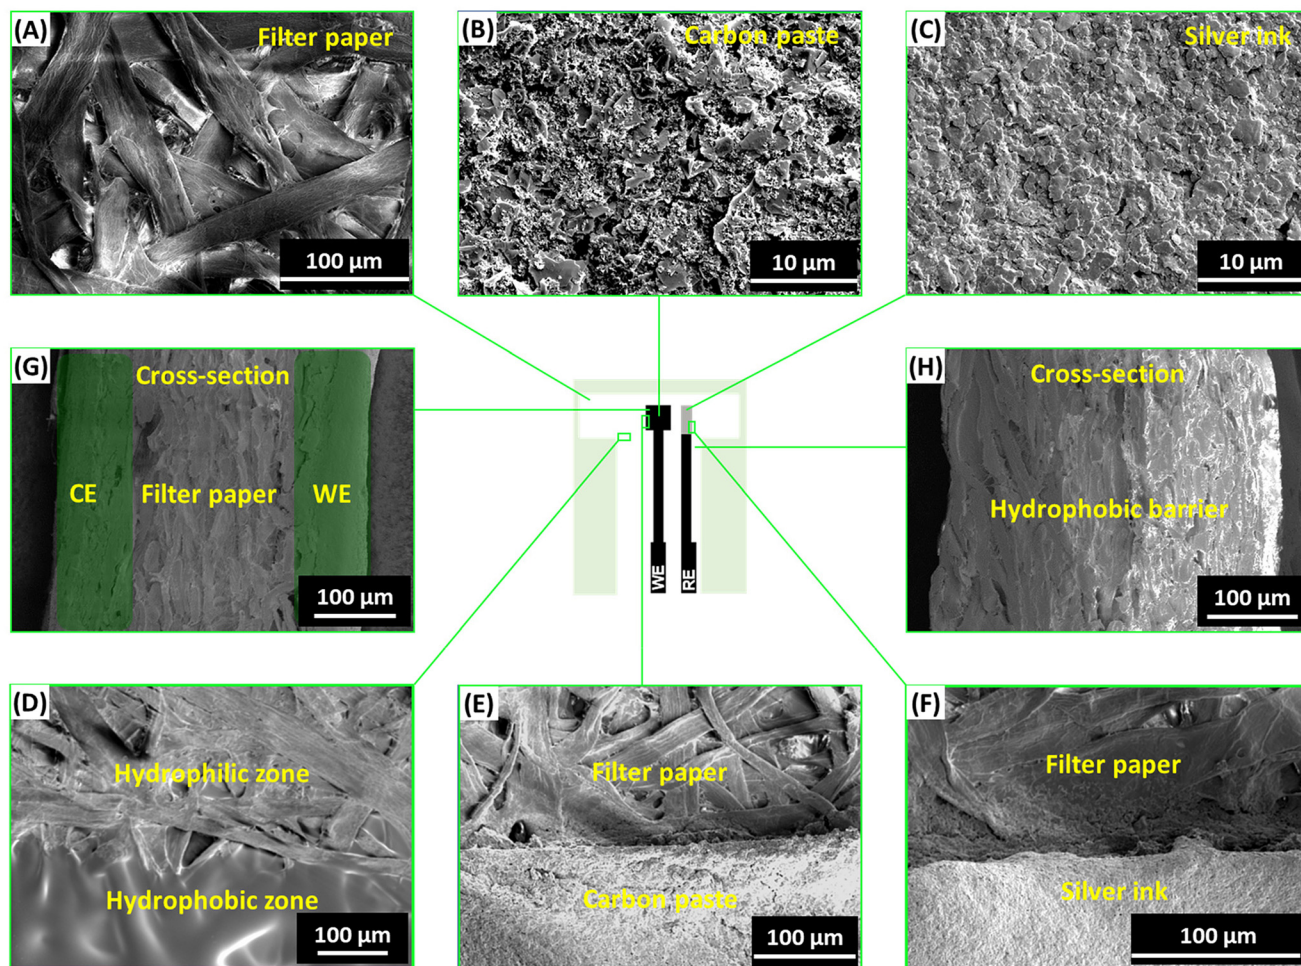 (A)
Filter paper
100 µm
(B)
Carbon paste
10 µm
(C)
Silver ink
10 µm
(G)
Cross-section
CE
Filter paper
WE
100 µm
WE
RE
(H)
Cross-section
Hydrophobic barrier
100 µm
(D)
Hydrophilic zone
Hydrophobic zone
100 µm
(E)
Filter paper
Carbon paste
100 µm
(F)
Filter paper
Silver ink
100 µm